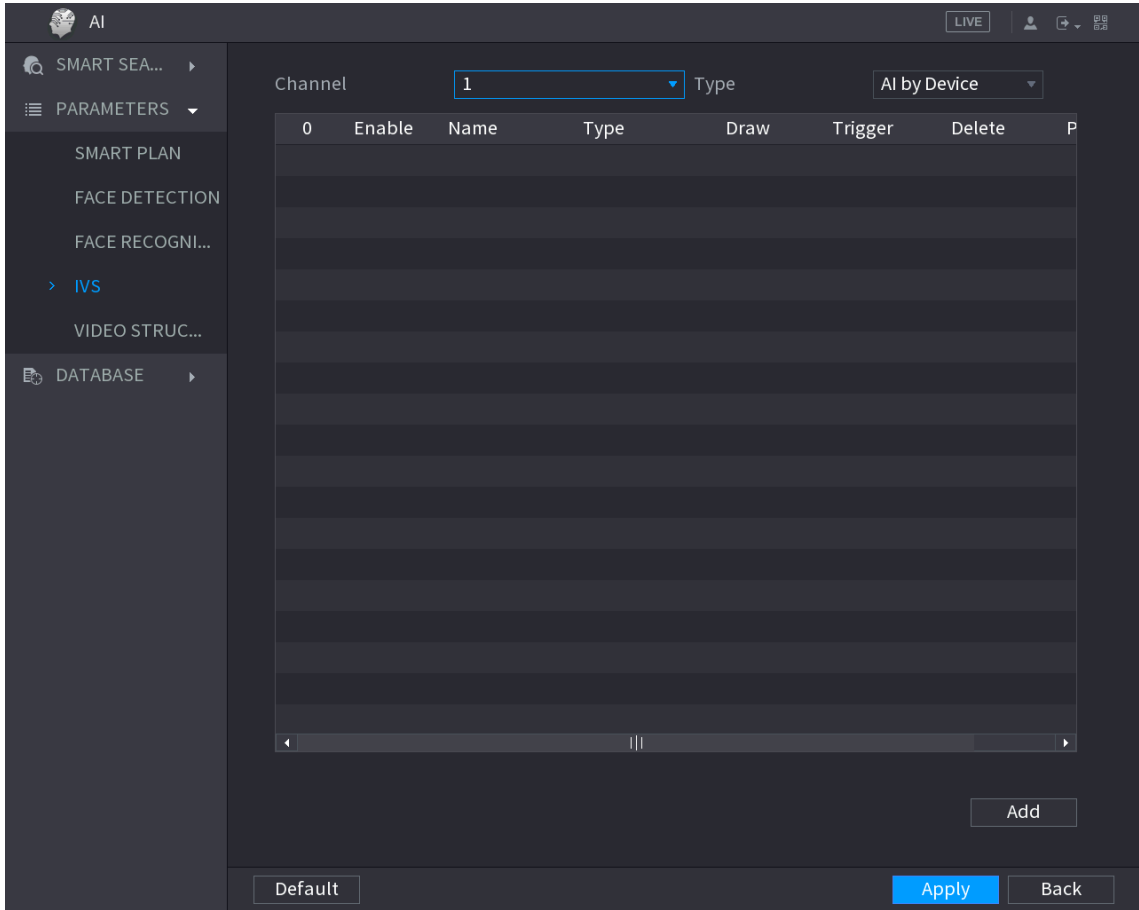 AI LIVE
SMART SEA...
Channel 1 Type AI by Device
PARAMETERS
0 Enable Name Type Draw Trigger Delete P
SMART PLAN
FACE DETECTION
FACE RECOGNI...
> IVS
VIDEO STRUC...
DATABASE
Add
Default Apply Back